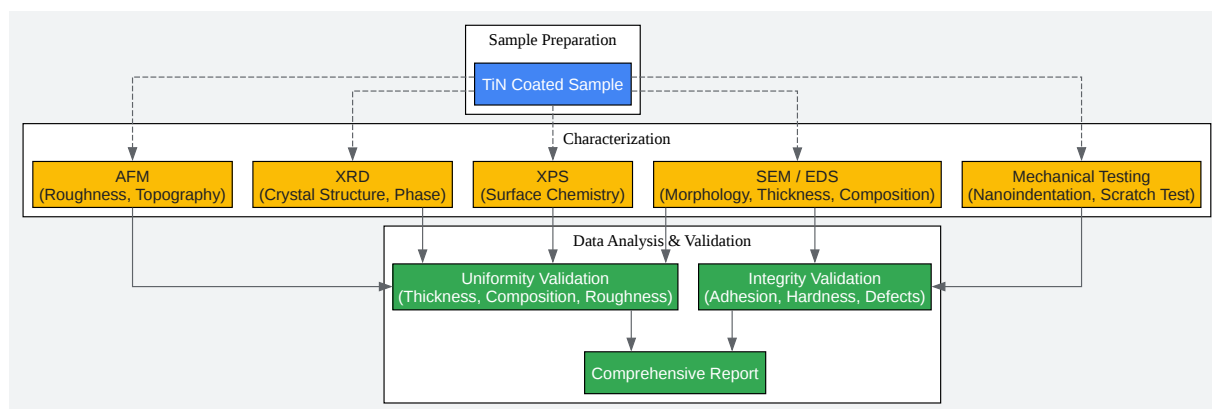 Sample Preparation
TiN Coated Sample
Characterization
AFM
(Roughness, Topography)
XRD
(Crystal Structure, Phase)
XPS
(Surface Chemistry)
SEM / EDS
(Morphology, Thickness, Composition)
Mechanical Testing
(Nanoindentation, Scratch Test)
Data Analysis & Validation
Uniformity Validation
(Thickness, Composition, Roughness)
Integrity Validation
(Adhesion, Hardness, Defects)
Comprehensive Report